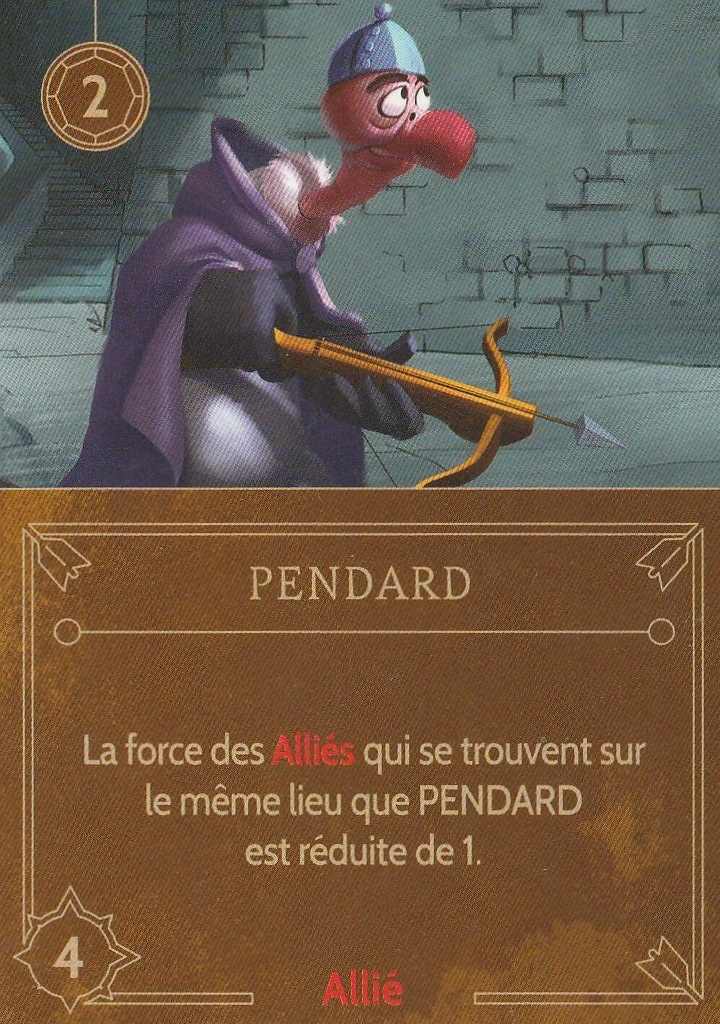 2
PENDARD
La force des Alliés qui se trouvent sur
le même lieu que PENDARD
est réduite de 1.
4
Allié